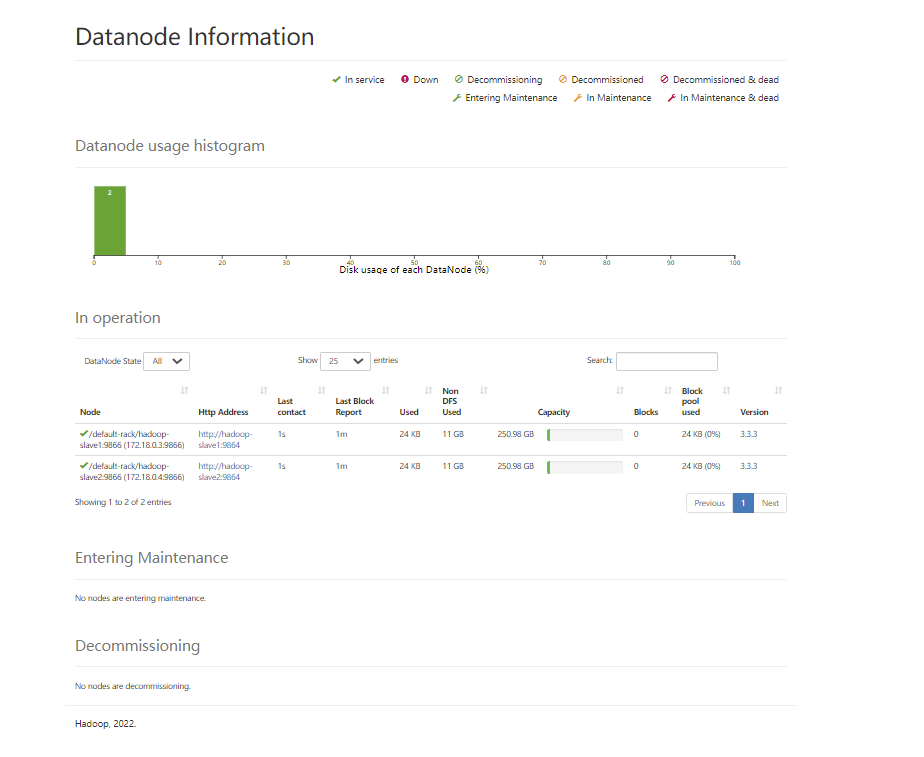 Datanode Information
In service Down Decommissioning Decommissioned Decommissioned & dead
Entering Maintenance In Maintenance In Maintenance & dead
Datanode usage histogram
2
0 10 20 30 40 50 60 70 80 90 100
Disk usage of each DataNode (%)
In operation
DataNode State All Show 25 entries Search:
Node Http Address Last contact Last Block Report Used Non DFS Used Capacity Blocks Block pool used Version
/default-rack/hadoop- http://hadoop- 1s 1m 24 KB 11 GB 250.98 GB 0 24 KB (0%) 3.3.3
slave1:9866 (172.18.0.3:9866) slave1:9864
/default-rack/hadoop- http://hadoop- 1s 1m 24 KB 11 GB 250.98 GB 0 24 KB (0%) 3.3.3
slave2:9866 (172.18.0.4:9866) slave2:9864
Showing 1 to 2 of 2 entries Previous 1 Next
Entering Maintenance
No nodes are entering maintenance.
Decommissioning
No nodes are decommissioning.
Hadoop, 2022.